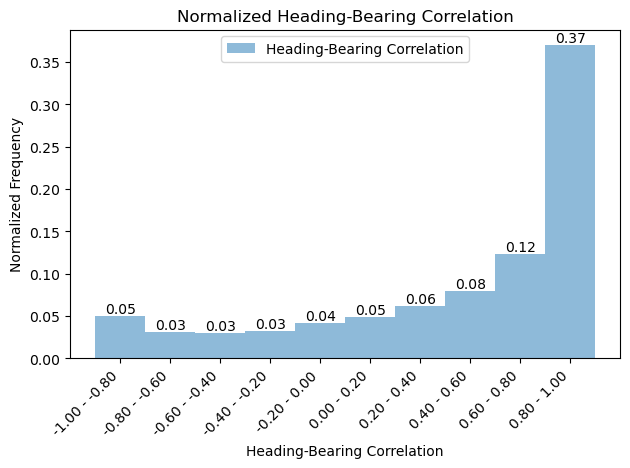 Normalized Heading-Bearing Correlation
Heading-Bearing Correlation
Normalized Frequency
0.35
0.30
0.25
0.20
0.15
0.10
0.05
0.00
0.05
0.03
0.03
0.03
0.04
0.05
0.06
0.08
0.12
0.37
-1.00 - -0.80
-0.80 - -0.60
-0.60 - -0.40
-0.40 - -0.20
-0.20 - 0.00
0.00 - 0.20
0.20 - 0.40
0.40 - 0.60
0.60 - 0.80
0.80 - 1.00
Heading-Bearing Correlation